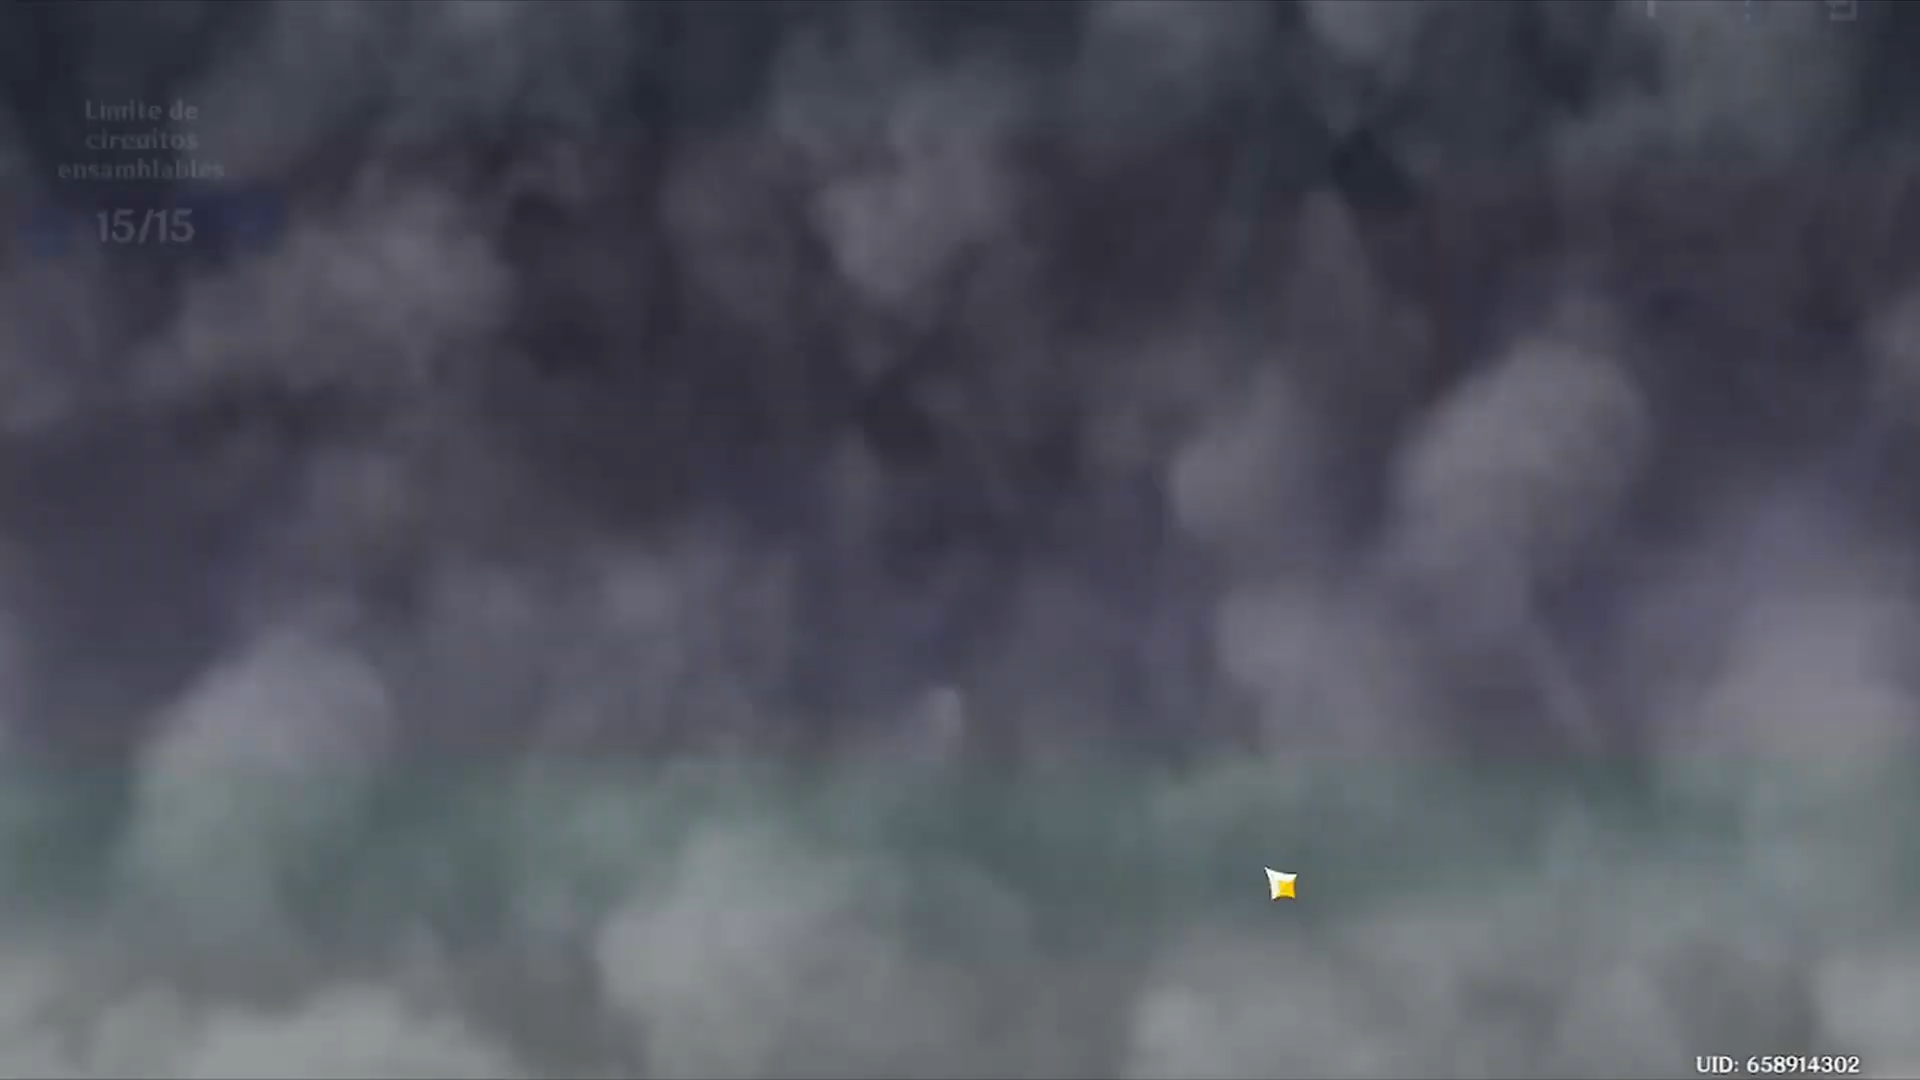 Límite de
circuitos
ensamblables
15/15
UID: 658914302